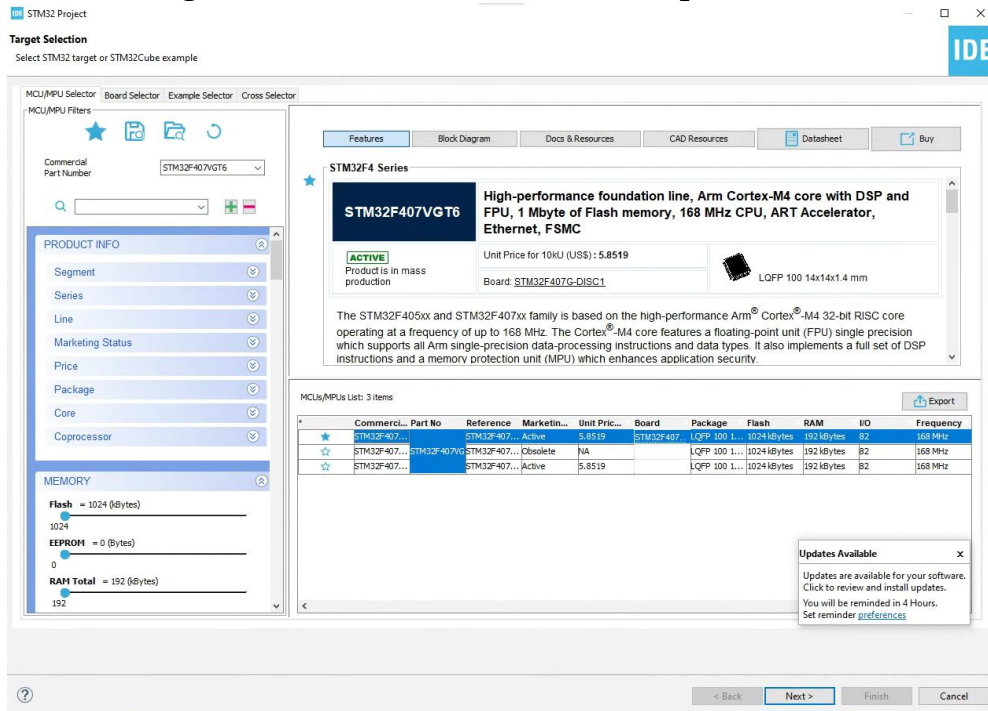 IDE STM32 Project
Target Selection
Select STM32 target or STM32Cube example
IDE
MCU/MPU Selector Board Selector Example Selector Cross Selector
MCU/MPU Filters
Commercial
Part Number
STM32F407VGT6
PRODUCT INFO
Segment
Series
Line
Marketing Status
Price
Package
Core
Coprocessor
MEMORY
Flash = 1024 (kBytes)
1024
EEPROM = 0 (Bytes)
0
RAM Total = 192 (kBytes)
192
Features Block Diagram Docs & Resources CAD Resources Datasheet Buy
STM32F4 Series
STM32F407VGT6
High-performance foundation line, Arm Cortex-M4 core with DSP and
FPU, 1 Mbyte of Flash memory, 168 MHz CPU, ART Accelerator,
Ethernet, FSMC
ACTIVE
Product is in mass
production
Unit Price for 10kU (US$) : 5.8519
Board: STM32F407G-DISC1
LQFP 100 14x14x1.4 mm
The STM32F405xx and STM32F407xx family is based on the high-performance Arm® Cortex®-M4 32-bit RISC core
operating at a frequency of up to 168 MHz. The Cortex®-M4 core features a floating-point unit (FPU) single precision
which supports all Arm single-precision data-processing instructions and data types. It also implements a full set of DSP
instructions and a memory protection unit (MPU) which enhances application security.
MCUs/MPUs List: 3 items
Export
* Commerci... Part No Reference Marketin... Unit Pric... Board Package Flash RAM I/O Frequency
STM32F407... STM32F407... Active 5.8519 STM32F407... LQFP 100 1... 1024 kBytes 192 kBytes 82 168 MHz
STM32F407... STM32F407VG STM32F407... Obsolete NA LQFP 100 1... 1024 kBytes 192 kBytes 82 168 MHz
STM32F407... STM32F407... Active 5.8519 LQFP 100 1... 1024 kBytes 192 kBytes 82 168 MHz
Updates Available x
Updates are available for your software.
Click to review and install updates.
You will be reminded in 4 Hours.
Set reminder preferences
< Back Next > Finish Cancel